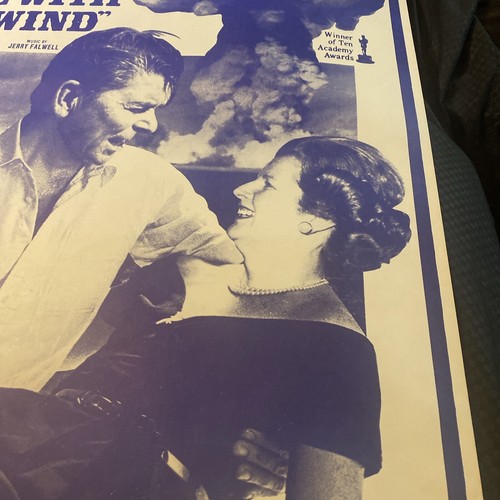 WITH
WIND"
MUSIC BY
JERRY FALWELL
Winner
of Ten
Academy
Awards